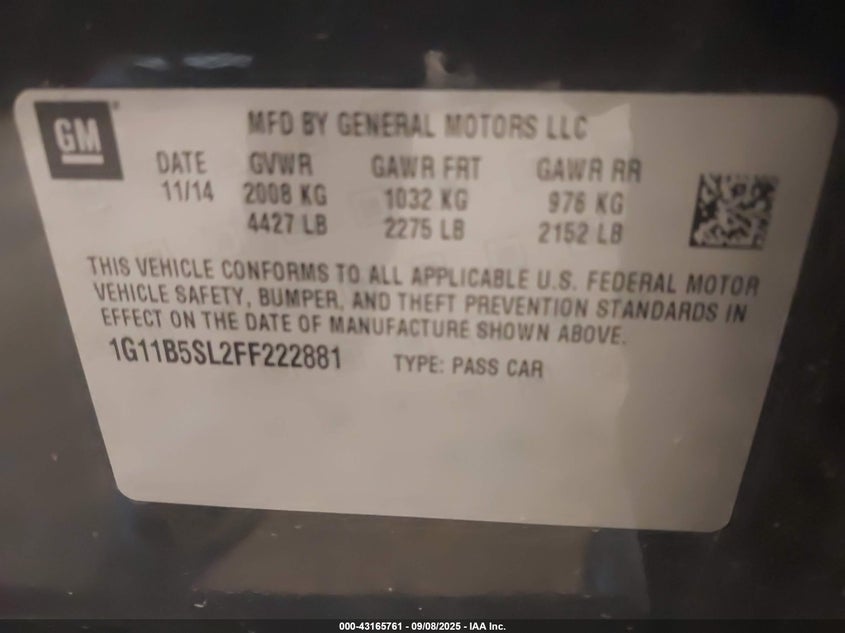 GM
MFD BY GENERAL MOTORS LLC
DATE GVWR GAWR FRT GAWR RR
11/14 2008 KG 1032 KG 976 KG
4427 LB 2275 LB 2152 LB
THIS VEHICLE CONFORMS TO ALL APPLICABLE U.S. FEDERAL MOTOR
VEHICLE SAFETY, BUMPER, AND THEFT PREVENTION STANDARDS IN
EFFECT ON THE DATE OF MANUFACTURE SHOWN ABOVE.
1G11B5SL2FF222881 TYPE: PASS CAR
000-43165761 - 09/08/2025 - IAA Inc.